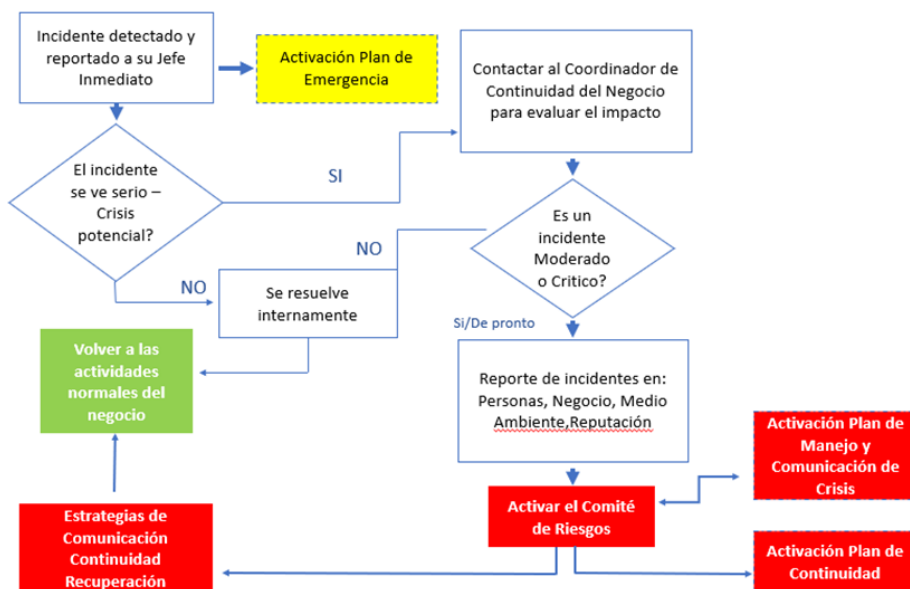 Incidente detectado y
reportado a su Jefe
Inmediato
Activación Plan de
Emergencia
Contactar al Coordinador de
Continuidad del Negocio
para evaluar el impacto
El incidente
se ve serio –
Crisis
potencial?
SI
Es un
incidente
Moderado
o Critico?
NO
NO
Se resuelve
internamente
Si/De pronto
Volver a las
actividades
normales del
negocio
Reporte de incidentes en:
Personas, Negocio, Medio
Ambiente,Reputación
Activación Plan de
Manejo y
Comunicación de
Crisis
Activar el Comité
de Riesgos
Estrategias de
Comunicación
Continuidad
Recuperación
Activación Plan de
Continuidad